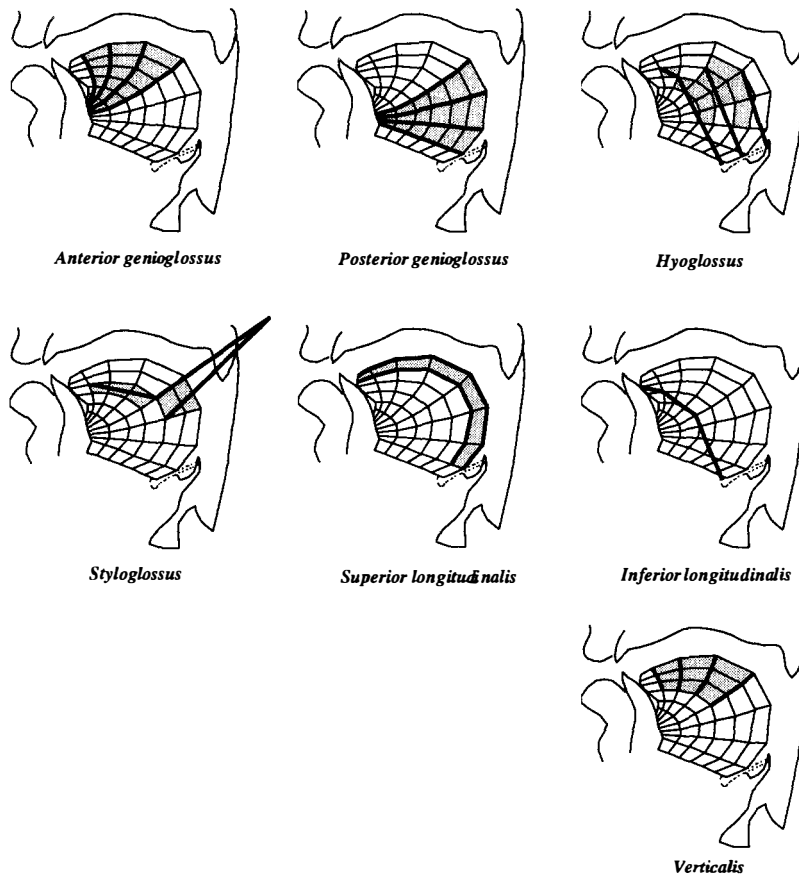 Anterior genioglossus
Posterior genioglossus
Hyoglossus
Styloglossus
Superior longitudinalis
Inferior longitudinalis
Verticalis